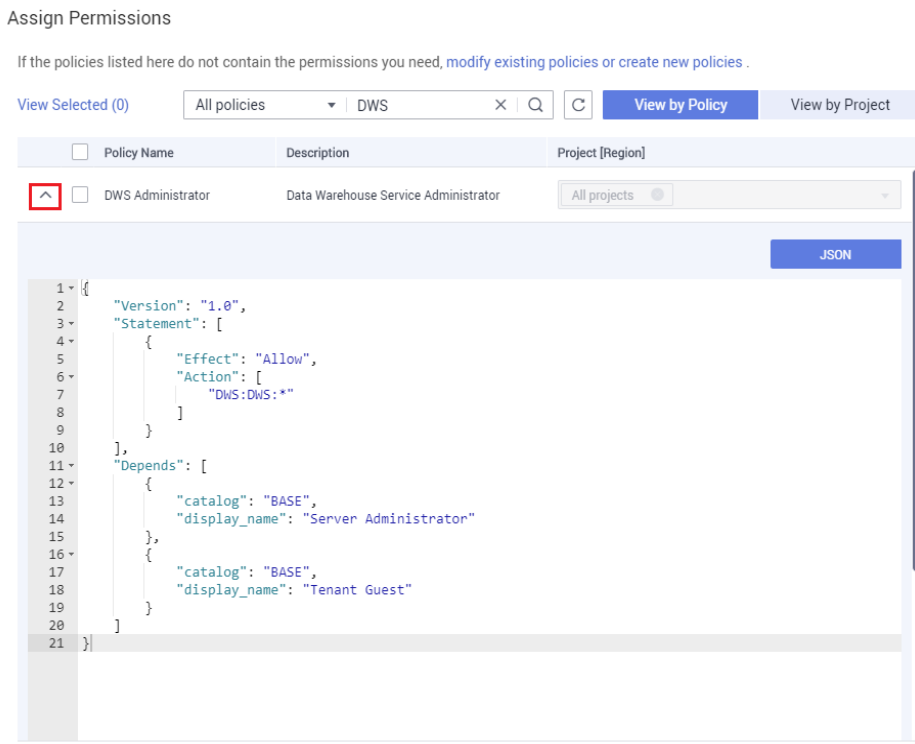 Assign Permissions
If the policies listed here do not contain the permissions you need, modify existing policies or create new policies .
View Selected (0) All policies DWS View by Policy View by Project
Policy Name Description Project [Region]
DWS Administrator Data Warehouse Service Administrator All projects
JSON
1 {
2 "Version": "1.0",
3 "Statement": [
4 {
5 "Effect": "Allow",
6 "Action": [
7 "DWS:DWS:*"
8 ]
9 }
10 ],
11 "Depends": [
12 {
13 "catalog": "BASE",
14 "display_name": "Server Administrator"
15 },
16 {
17 "catalog": "BASE",
18 "display_name": "Tenant Guest"
19 }
20 ]
21 }